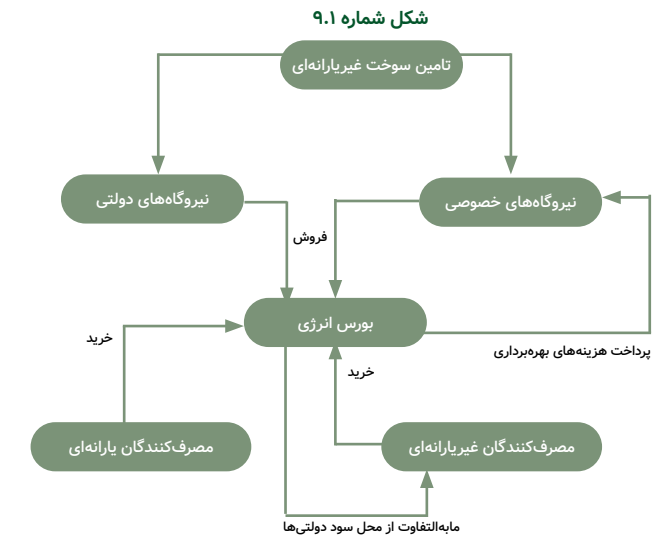 شکل شماره ۹.۱
تامین سوخت غیریارانه‌ای
نیروگاه‌های خصوصی
نیروگاه‌های دولتی
فروش
بورس انرژی
خرید
پرداخت هزینه‌های بهره‌برداری
خرید
مصرف‌کنندگان غیریارانه‌ای
مصرف‌کنندگان یارانه‌ای
مابه‌التفاوت از محل سود دولتی‌ها